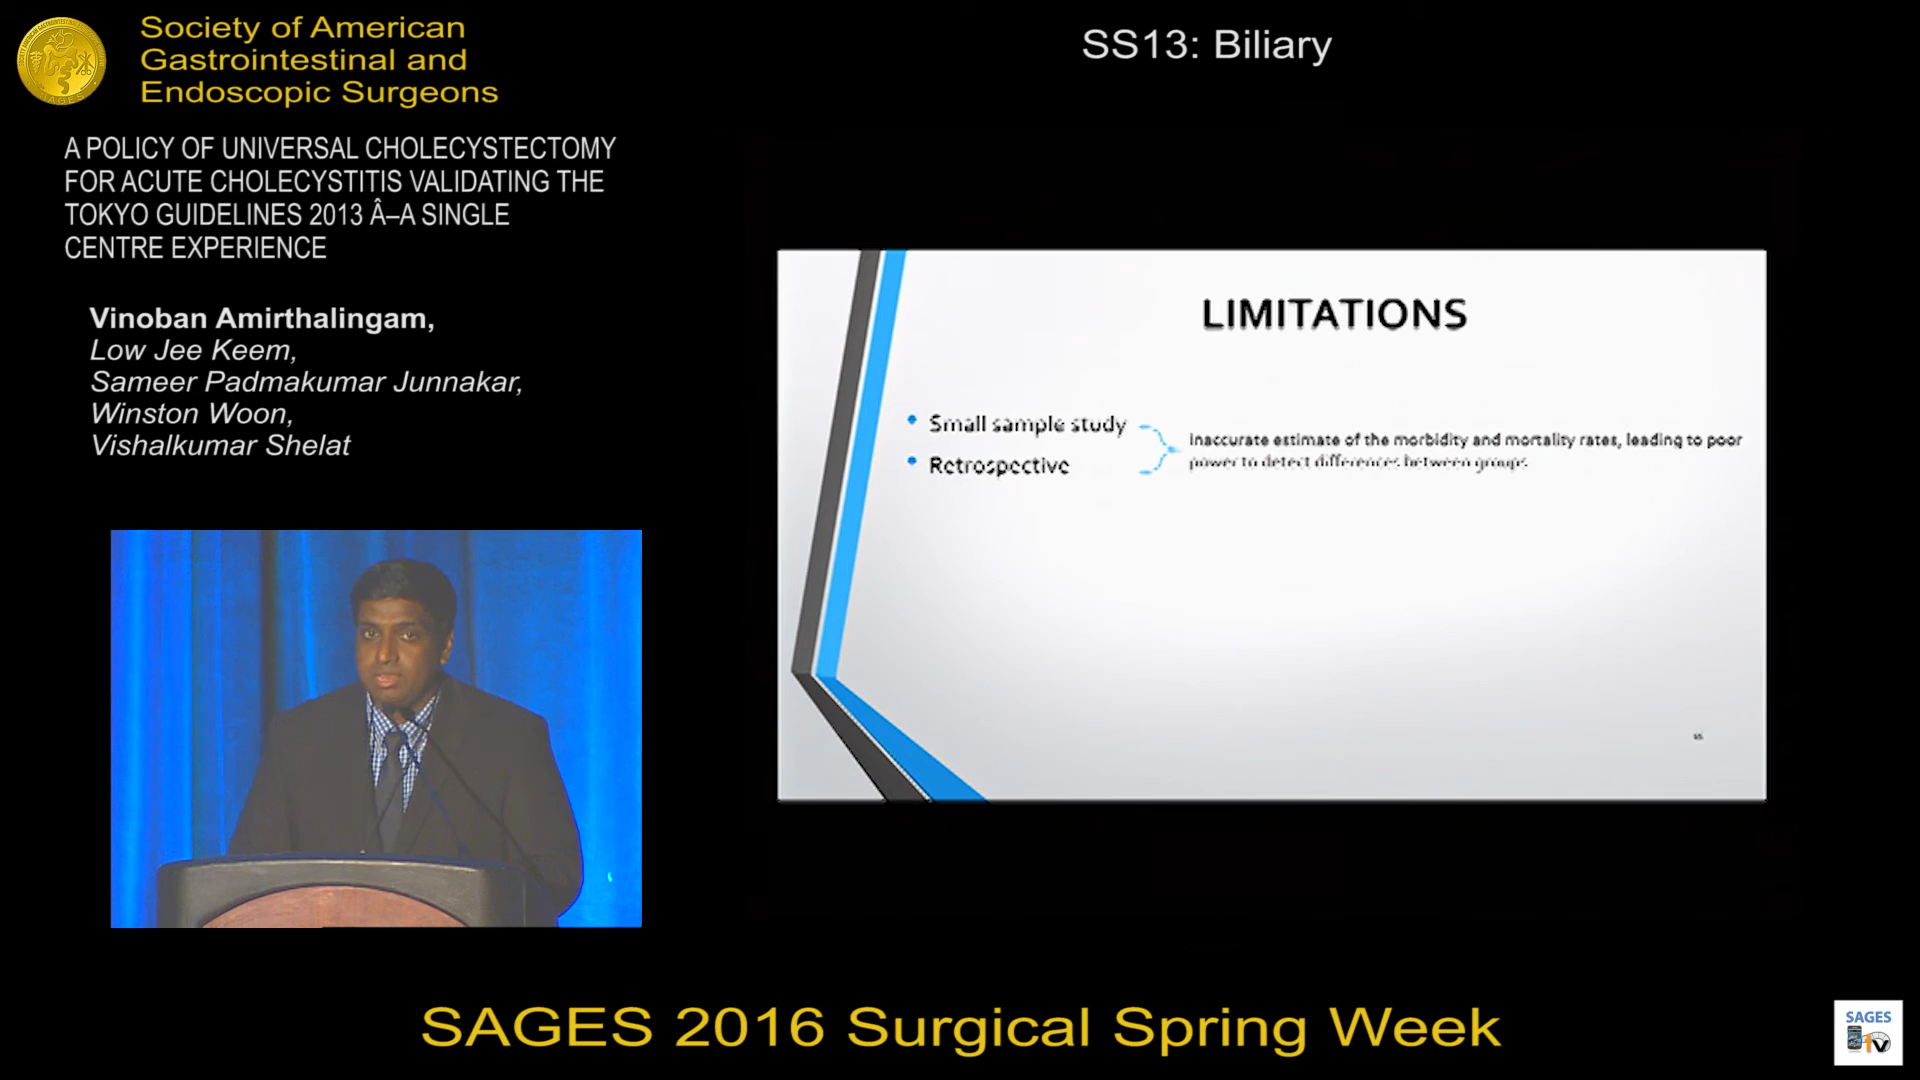 Society of American
Gastrointestinal and
Endoscopic Surgeons
SS13: Biliary
A POLICY OF UNIVERSAL CHOLECYSTECTOMY
FOR ACUTE CHOLECYSTITIS VALIDATING THE
TOKYO GUIDELINES 2013 Â–A SINGLE
CENTRE EXPERIENCE
Vinoban Amirthalingam,
Low Jee Keem,
Sameer Padmakumar Junnakar,
Winston Woon,
Vishalkumar Shelat
LIMITATIONS
• Small sample study
• Retrospective
Inaccurate estimate of the morbidity and mortality rates, leading to poor
power to detect differences between groups
SAGES 2016 Surgical Spring Week
SAGES
TV